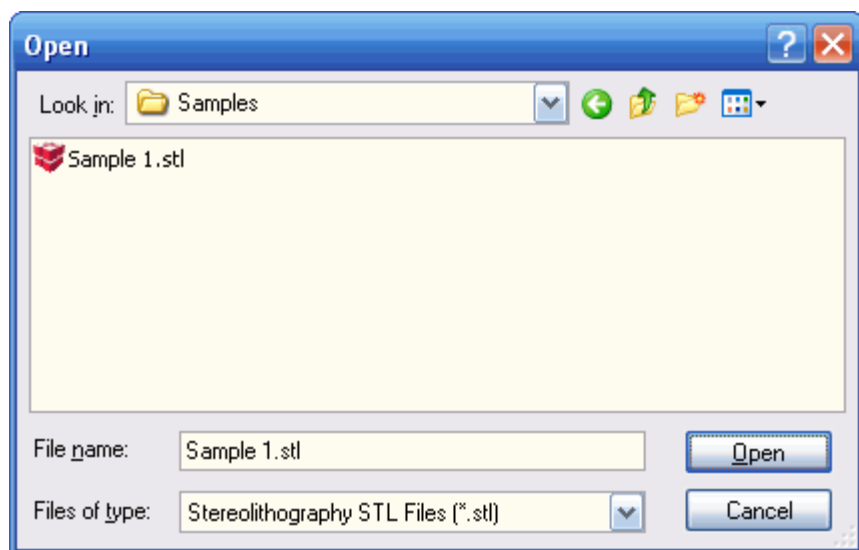 Open
Look in: Samples
Sample 1.stl
File name: Sample 1.stl Open
Files of type: Stereolithography STL Files (*.stl) Cancel